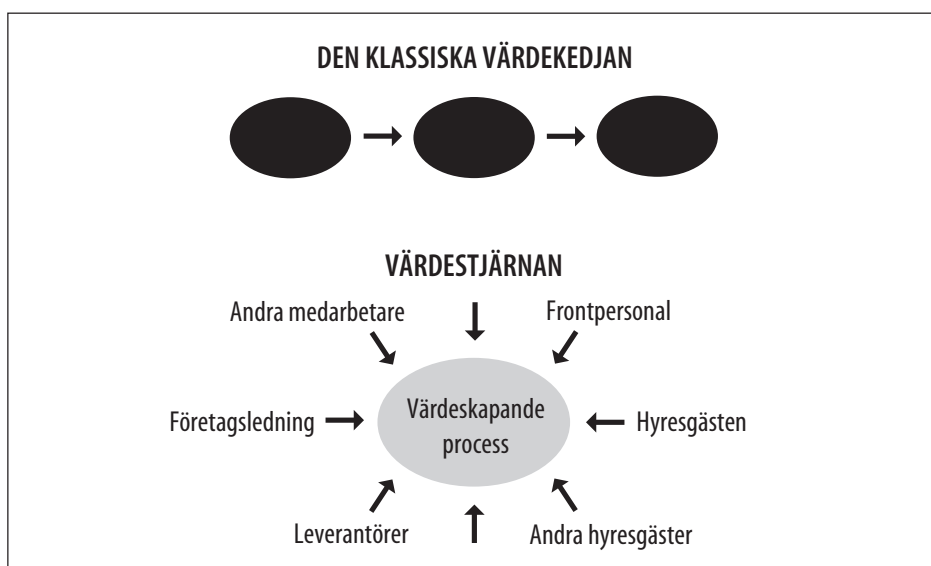 DEN KLASSISKA VÄRDEKEDJAN
VÄRDESTJÄRNAN
Andra medarbetare
Frontpersonal
Företagsledning
Värdeskapande
process
Hyresgästen
Leverantörer
Andra hyresgäster